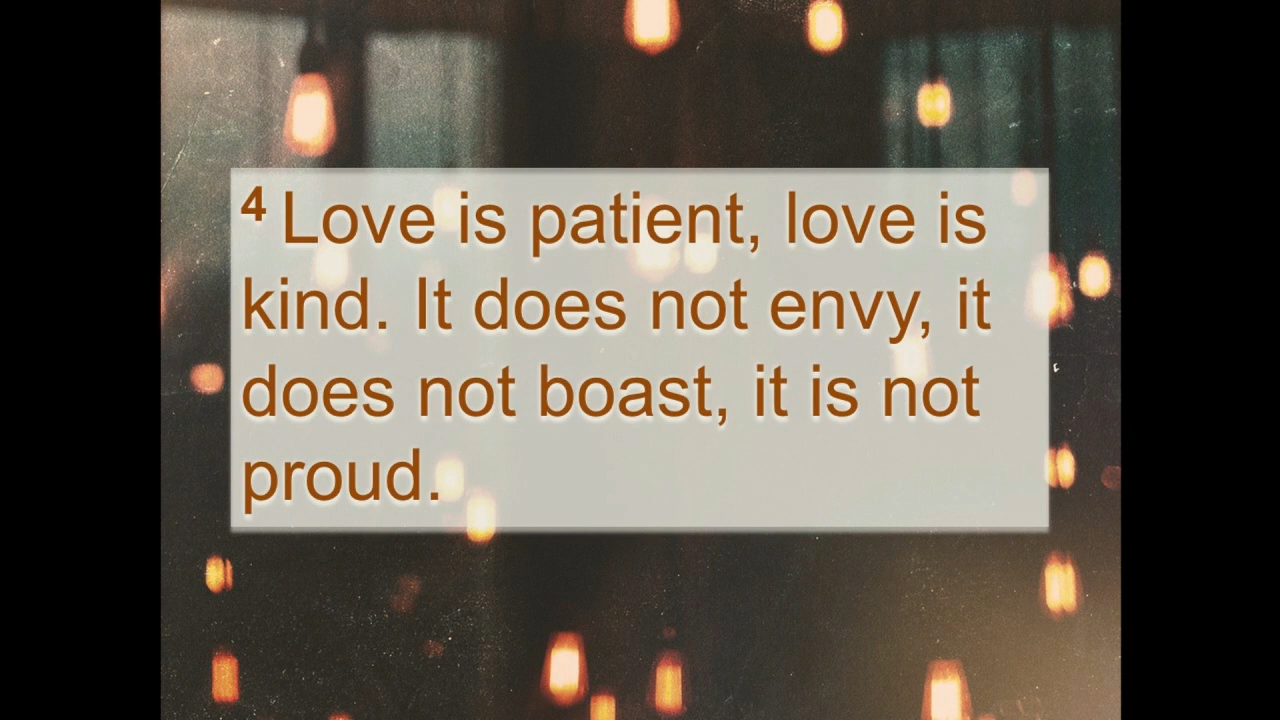 4 Love is patient, love is
kind. It does not envy, it
does not boast, it is not
proud.